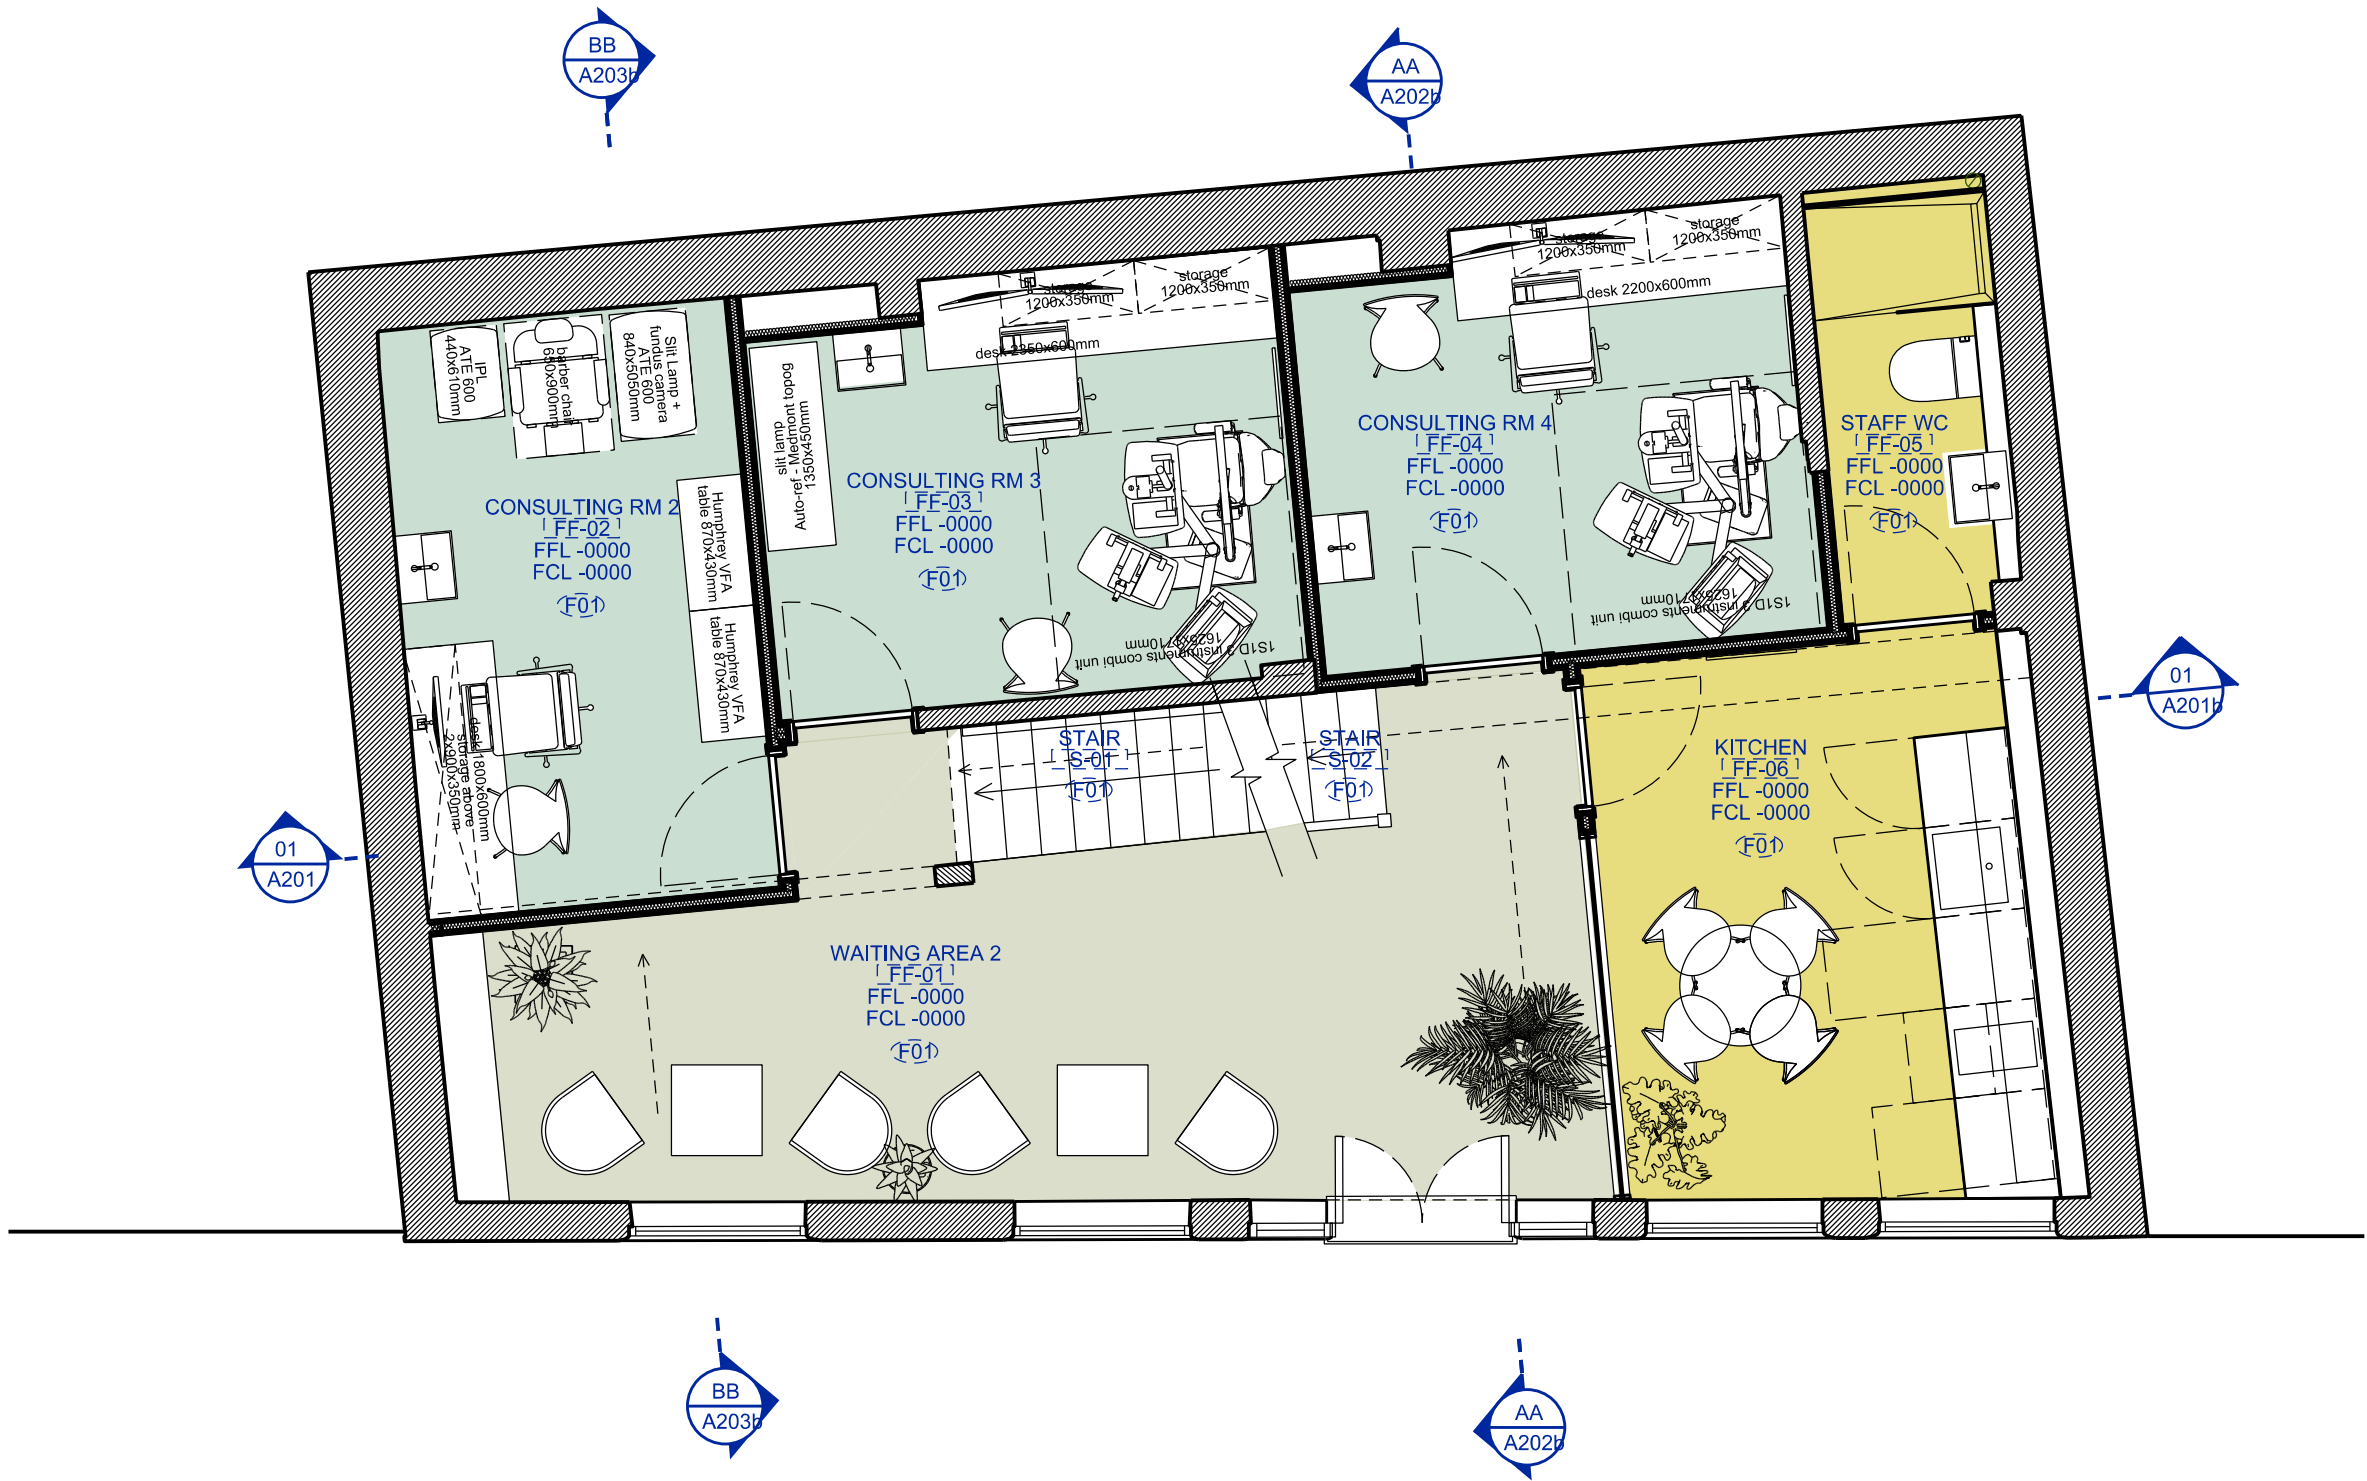 BB
A203b
AA
A202b
storage
1200x350mm
storage
1200x350mm
desk 2200x600mm
storage
1200x350mm
storage
1200x350mm
desk 2350x600mm
IPL
ATE 600
440x610mm
barber chair
650x900mm
Slit Lamp +
fundus camera
ATE 600
840x5050mm
slit lamp
Auto-ref - Medmont topog
1350x450mm
CONSULTING RM 2
FF-02
FFL -0000
FCL -0000
F01
Humphrey VFA
table 870x430mm
Humphrey VFA
table 870x430mm
desk 1800x600mm
storage above
2x900x350mm
CONSULTING RM 3
FF-03
FFL -0000
FCL -0000
F01
1S1D 3 instruments combi unit
1625x1710mm
CONSULTING RM 4
FF-04
FFL -0000
FCL -0000
F01
1S1D 3 instruments combi unit
1625x1710mm
STAFF WC
FF-05
FFL -0000
FCL -0000
F01
01
A201b
STAIR
S-01
F01
STAIR
S-02
F01
KITCHEN
FF-06
FFL -0000
FCL -0000
F01
01
A201
WAITING AREA 2
FF-01
FFL -0000
FCL -0000
F01
BB
A203b
AA
A202b